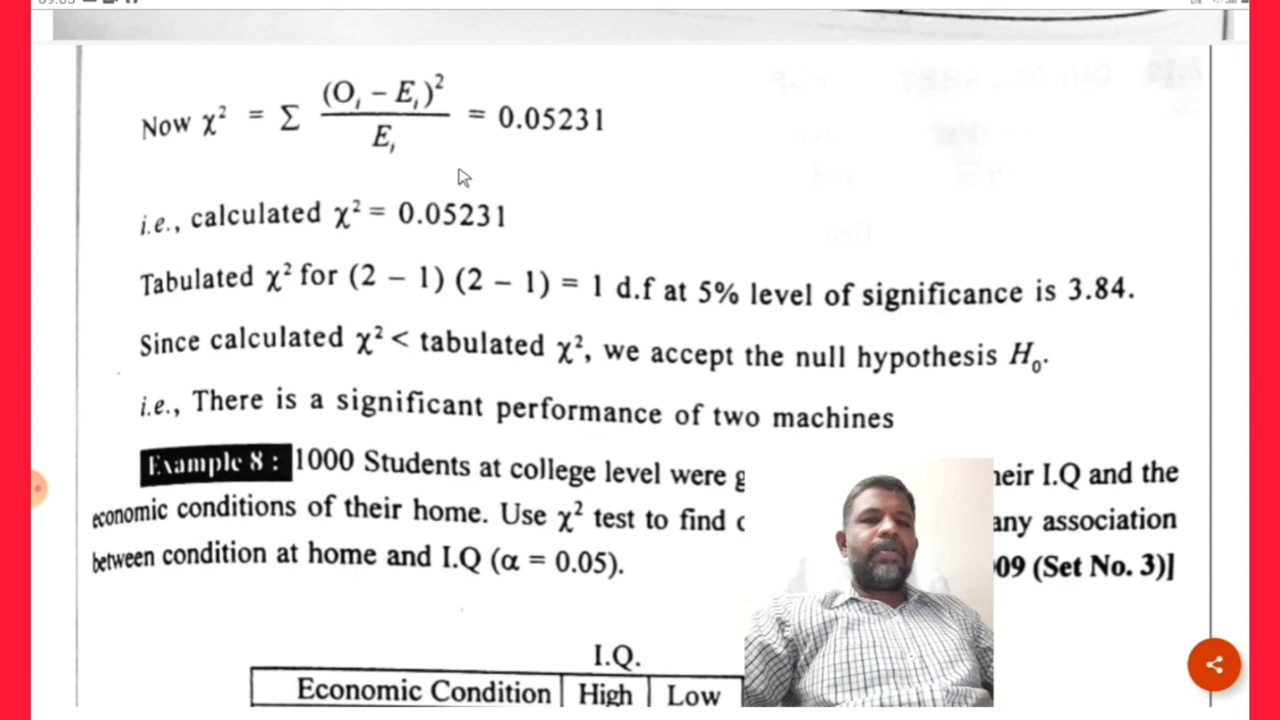 Now χ² = Σ (Oᵢ − Eᵢ)² / Eᵢ = 0.05231
i.e., calculated χ² = 0.05231
Tabulated χ² for (2 − 1) (2 − 1) = 1 d.f at 5% level of significance is 3.84.
Since calculated χ² < tabulated χ², we accept the null hypothesis H₀.
i.e., There is a significant performance of two machines
Example 8 : 1000 Students at college level were g heir I.Q and the
economic conditions of their home. Use χ² test to find any association
between condition at home and I.Q (α = 0.05). 09 (Set No. 3)]
I.Q.
Economic Condition High Low